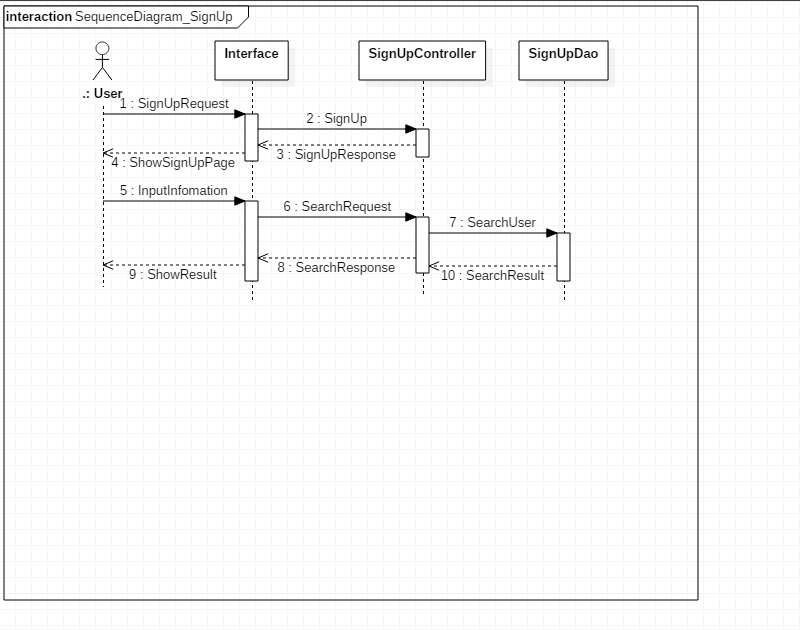 interaction SequenceDiagram_SignUp
Interface
SignUpController
SignUpDao
.: User
1 : SignUpRequest
2 : SignUp
3 : SignUpResponse
4 : ShowSignUpPage
5 : InputInfomation
6 : SearchRequest
7 : SearchUser
8 : SearchResponse
9 : ShowResult
10 : SearchResult